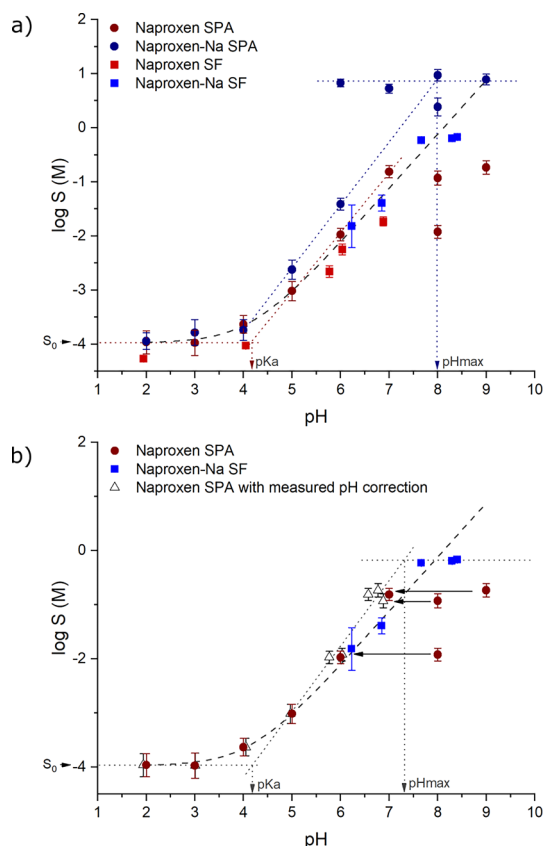 a)
Naproxen SPA
Naproxen-Na SPA
Naproxen SF
Naproxen-Na SF
2
1
0
-1
-2
-3
-4
log S (M)
S0
pKa
pHmax
1 2 3 4 5 6 7 8 9 10
pH
b)
Naproxen SPA
Naproxen-Na SF
Naproxen SPA with measured pH correction
2
0
-2
-4
log S (M)
S0
pKa
pHmax
1 2 3 4 5 6 7 8 9 10
pH